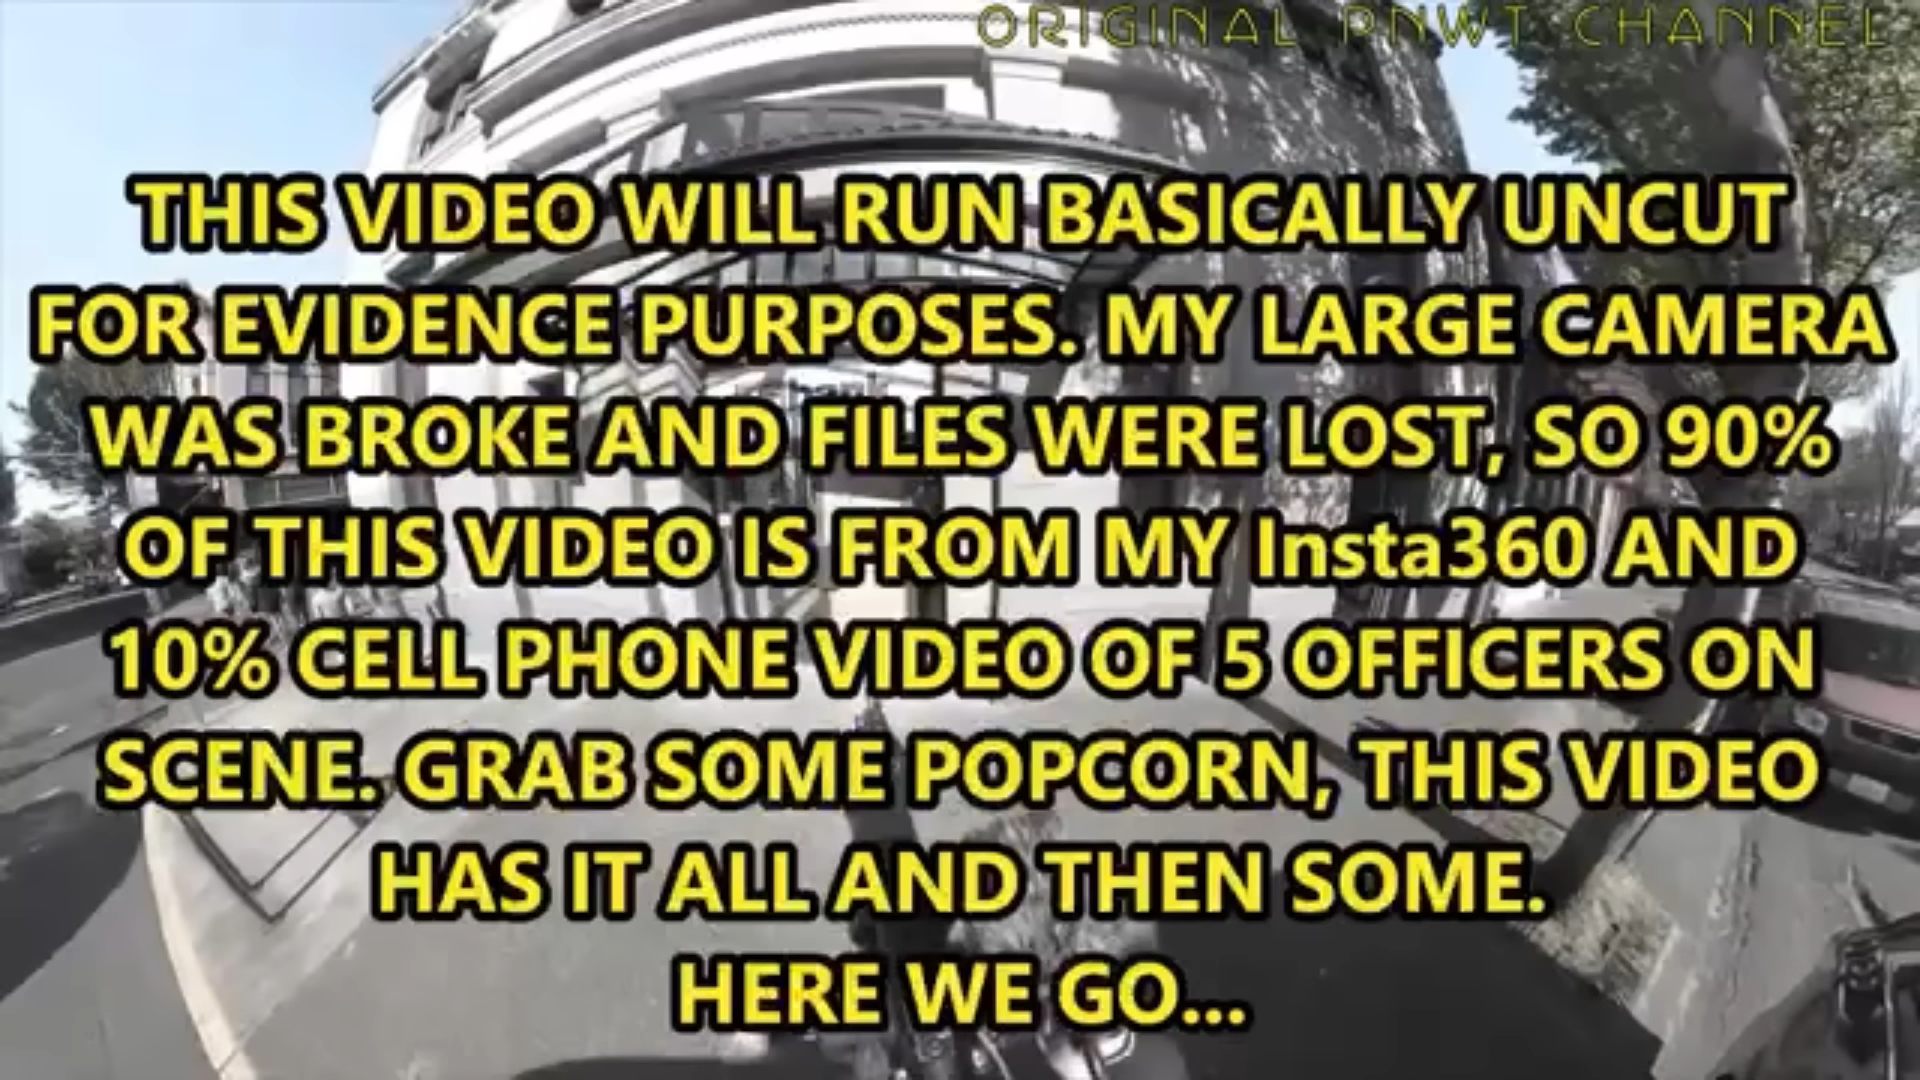 ORIGINAL PNWT CHANNEL
THIS VIDEO WILL RUN BASICALLY UNCUT
FOR EVIDENCE PURPOSES. MY LARGE CAMERA
WAS BROKE AND FILES WERE LOST, SO 90%
OF THIS VIDEO IS FROM MY Insta360 AND
10% CELL PHONE VIDEO OF 5 OFFICERS ON
SCENE. GRAB SOME POPCORN, THIS VIDEO
HAS IT ALL AND THEN SOME.
HERE WE GO...